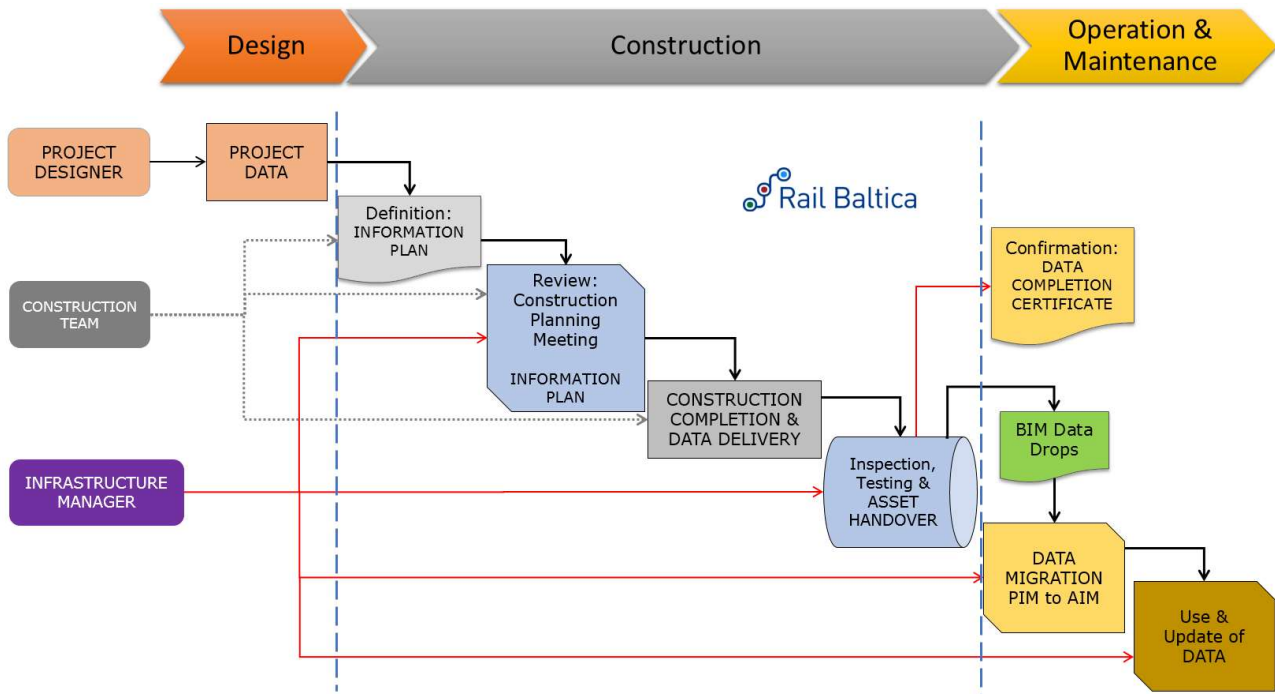 Design
Construction
Operation &
Maintenance
PROJECT
DESIGNER
PROJECT
DATA
Rail Baltica
Definition:
INFORMATION
PLAN
Confirmation:
DATA
COMPLETION
CERTIFICATE
CONSTRUCTION
TEAM
Review:
Construction
Planning
Meeting
INFORMATION
PLAN
CONSTRUCTION
COMPLETION &
DATA DELIVERY
BIM Data
Drops
INFRASTRUCTURE
MANAGER
Inspection,
Testing &
ASSET
HANDOVER
DATA
MIGRATION
PIM to AIM
Use &
Update of
DATA